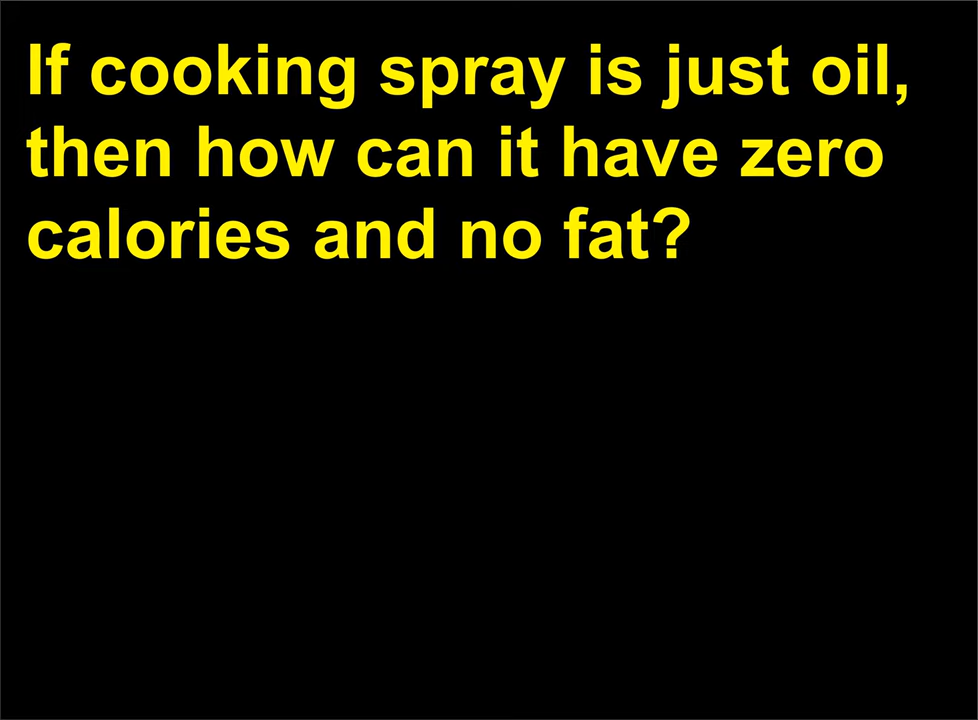 If cooking spray is just oil,
then how can it have zero
calories and no fat?